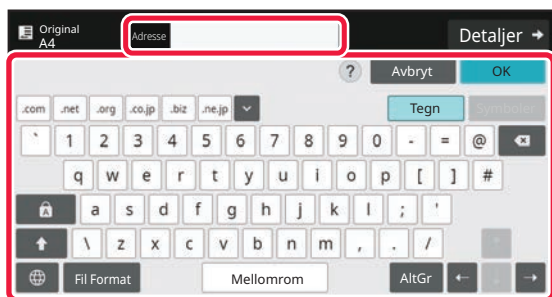 Original
A4
Adresse
Detaljer →
? Avbryt OK
.com .net .org .co.jp .biz .ne.jp Tegn Symboler
` 1 2 3 4 5 6 7 8 9 0 - = @
q w e r t y u i o p [ ] #
A a s d f g h j k l ; '
\ z x c v b n m , . /
Fil Format Mellomrom AltGr ← ↓ →